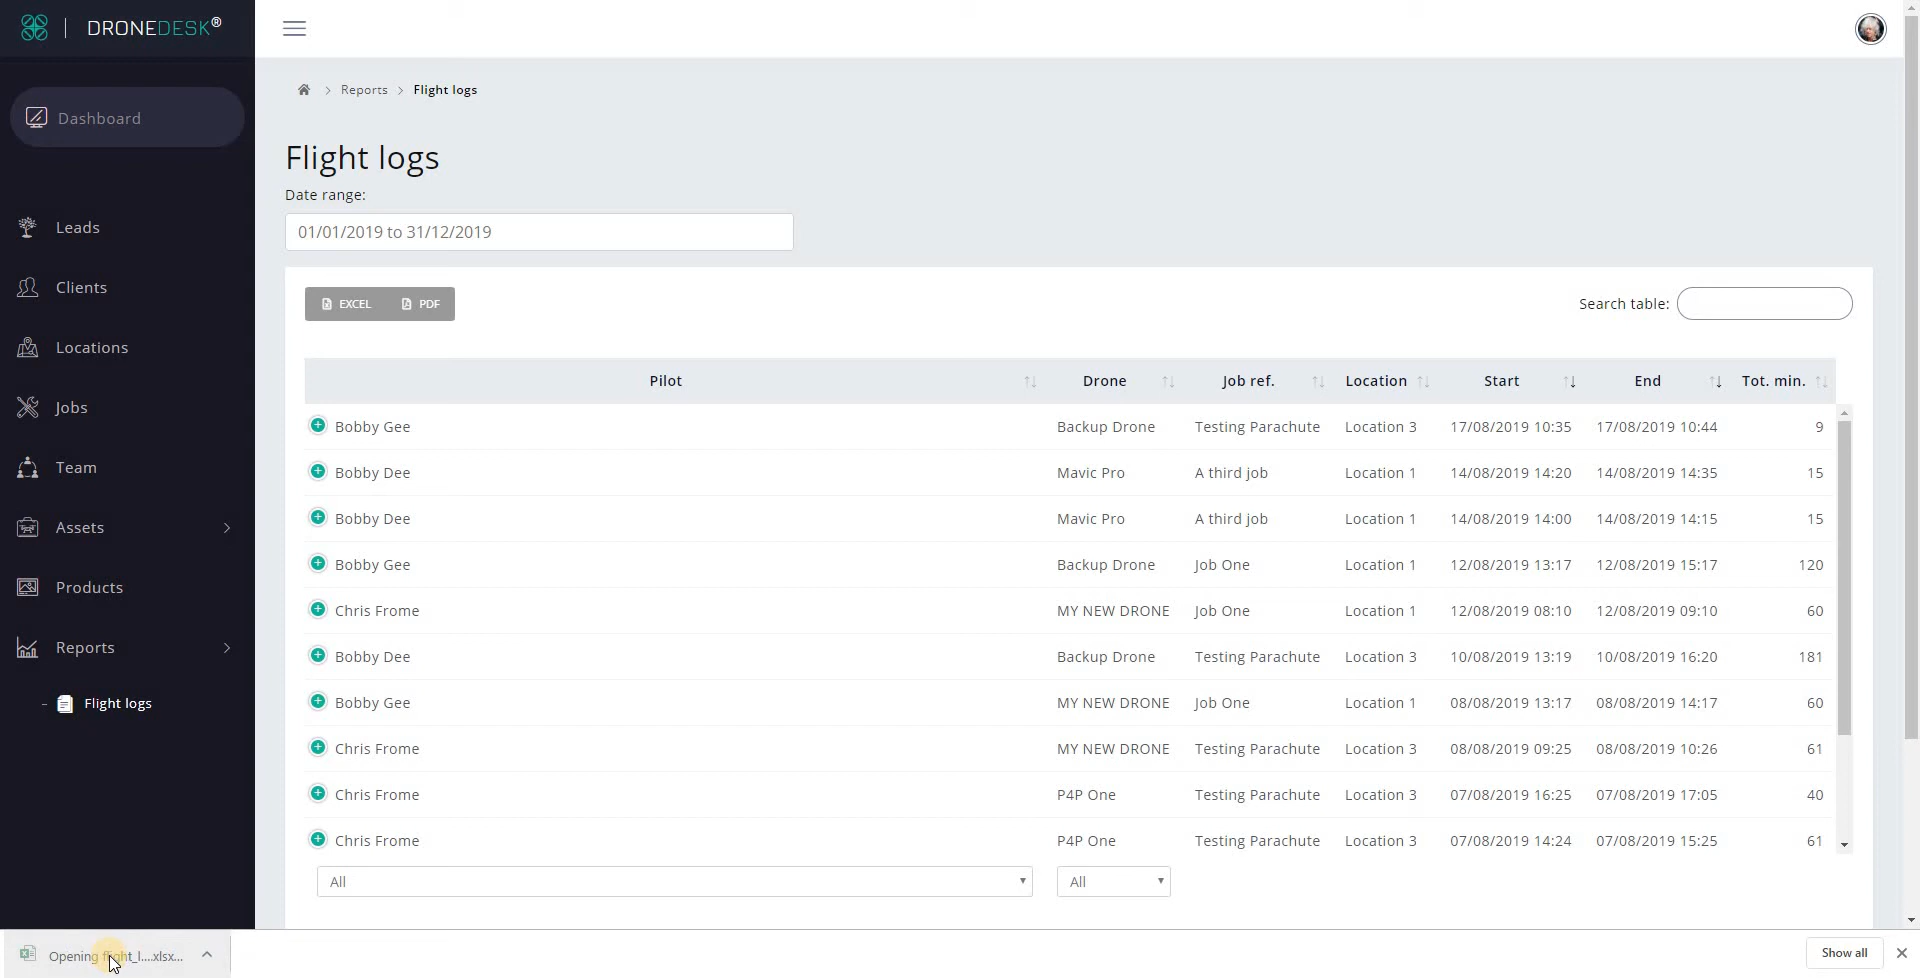 DRONEDESK®
Dashboard
Leads
Clients
Locations
Jobs
Team
Assets
Products
Reports
- Flight logs
> Reports > Flight logs
Flight logs
Date range:
01/01/2019 to 31/12/2019
EXCEL PDF
Search table:
Pilot Drone Job ref. Location Start End Tot. min.
Bobby Gee Backup Drone Testing Parachute Location 3 17/08/2019 10:35 17/08/2019 10:44 9
Bobby Dee Mavic Pro A third job Location 1 14/08/2019 14:20 14/08/2019 14:35 15
Bobby Dee Mavic Pro A third job Location 1 14/08/2019 14:00 14/08/2019 14:15 15
Bobby Gee Backup Drone Job One Location 1 12/08/2019 13:17 12/08/2019 15:17 120
Chris Frome MY NEW DRONE Job One Location 1 12/08/2019 08:10 12/08/2019 09:10 60
Bobby Dee Backup Drone Testing Parachute Location 3 10/08/2019 13:19 10/08/2019 16:20 181
Bobby Gee MY NEW DRONE Job One Location 1 08/08/2019 13:17 08/08/2019 14:17 60
Chris Frome MY NEW DRONE Testing Parachute Location 3 08/08/2019 09:25 08/08/2019 10:26 61
Chris Frome P4P One Testing Parachute Location 3 07/08/2019 16:25 07/08/2019 17:05 40
Chris Frome P4P One Testing Parachute Location 3 07/08/2019 14:24 07/08/2019 15:25 61
All All
Opening flight_l....xlsx...
Show all